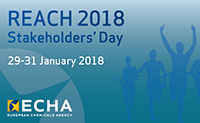 REACH 2018
Stakeholders' Day
29-31 January 2018
ECHA
EUROPEAN CHEMICALS AGENCY